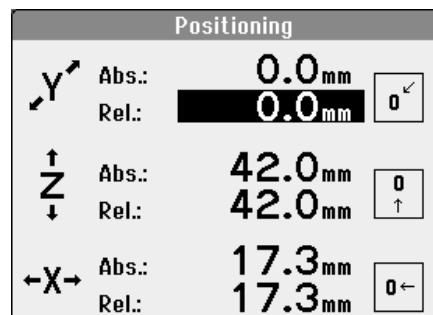 Positioning
Y Abs.: 0.0mm
Rel.: 0.0mm 0↙
↑
Z Abs.: 42.0mm 0
↓ Rel.: 42.0mm ↑
←X→ Abs.: 17.3mm 0←
Rel.: 17.3mm